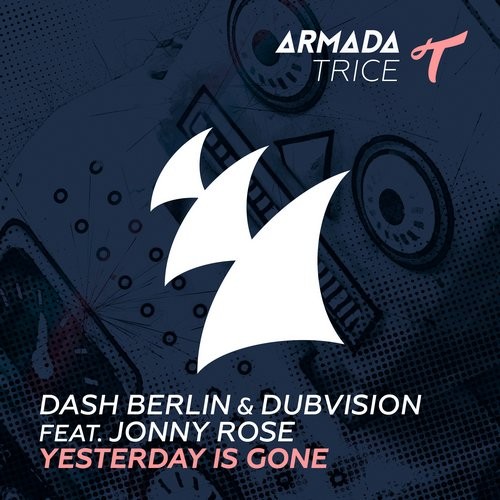 ARMADA
TRICE
DASH BERLIN & DUBVISION
FEAT. JONNY ROSE
YESTERDAY IS GONE